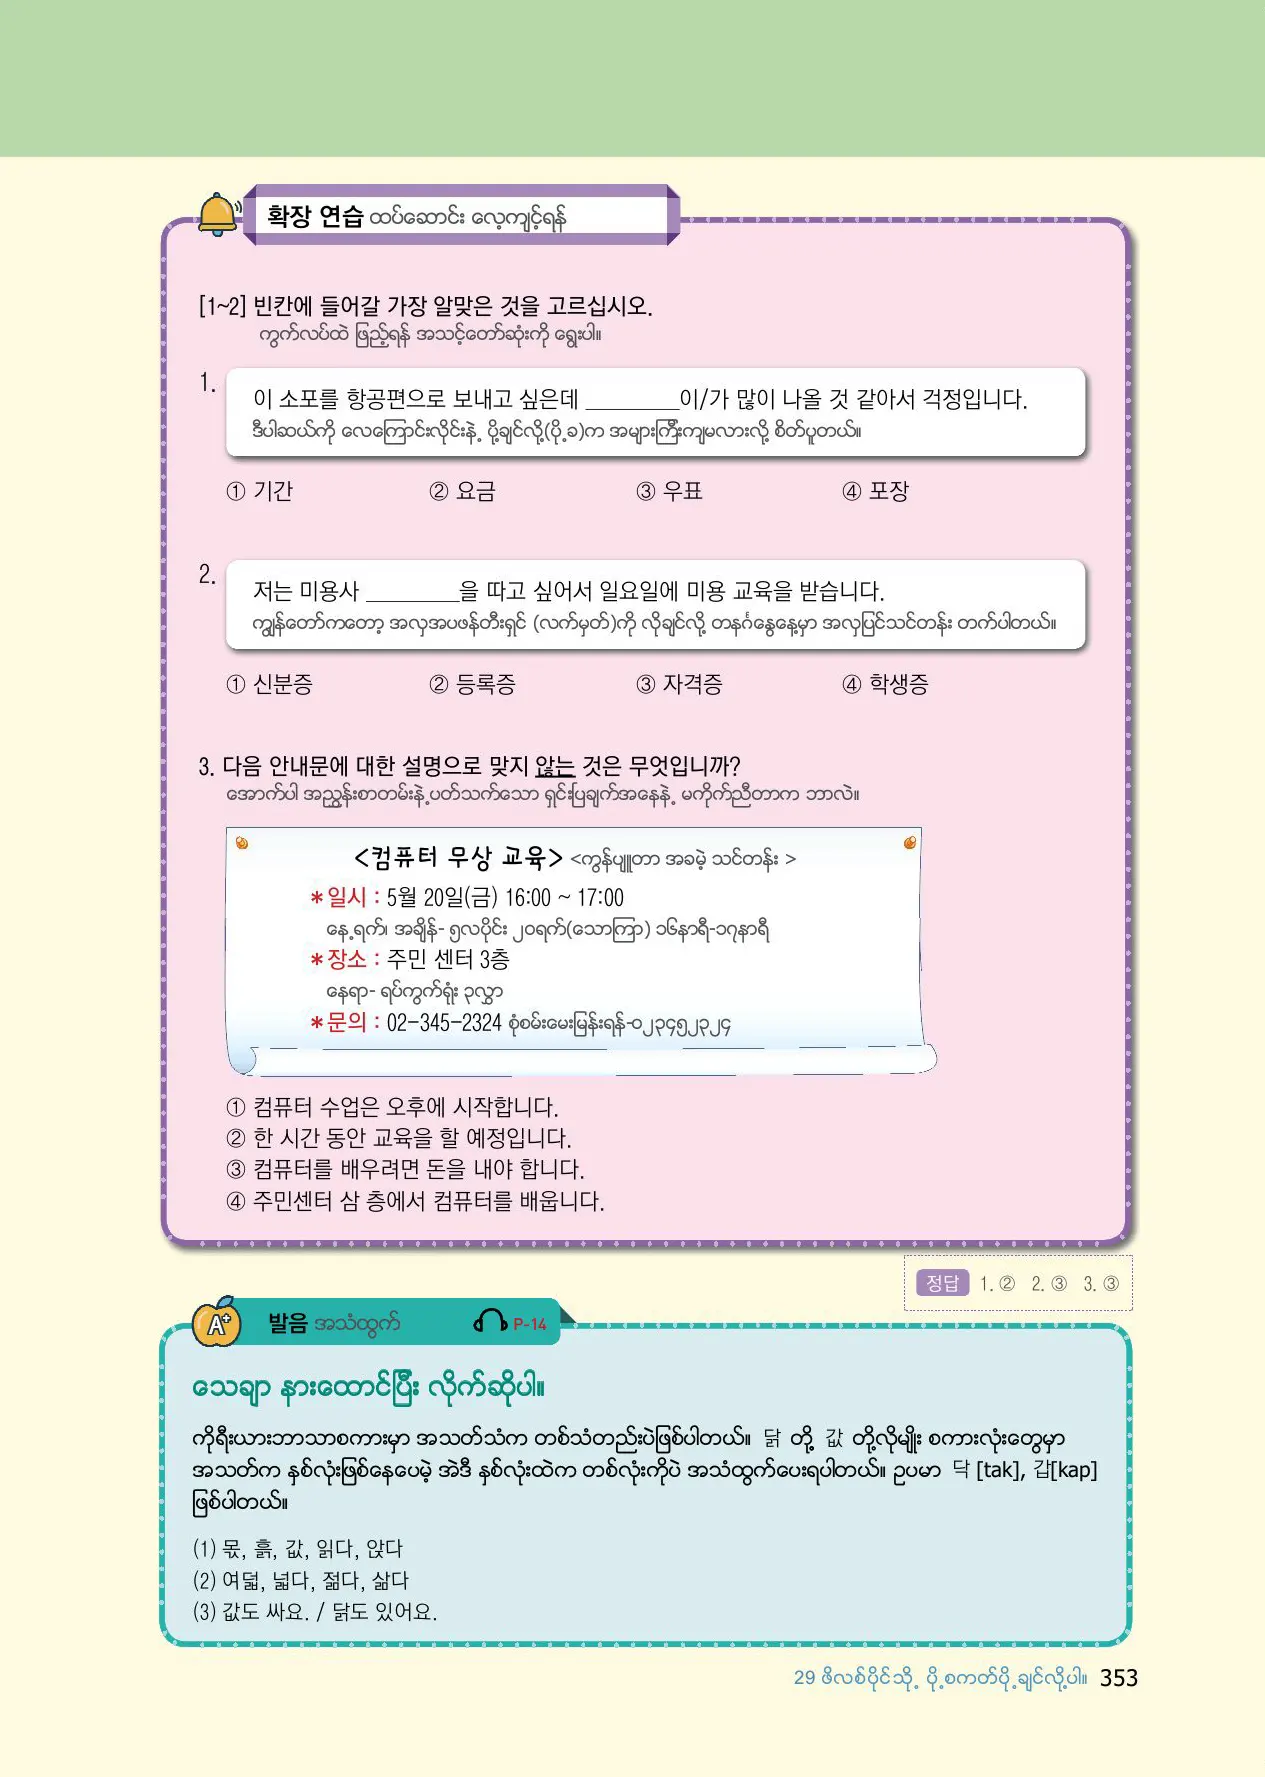 확장 연습 ထပ်ဆောင်း လေ့ကျင့်ရန်
[1~2] 빈칸에 들어갈 가장 알맞은 것을 고르십시오.
ကွက်လပ်ထဲ ဖြည့်ရန် အသင့်တော်ဆုံးကို ရွေးပါ။
1.
이 소포를 항공편으로 보내고 싶은데 ________이/가 많이 나올 것 같아서 걱정입니다.
ဒီပါဆယ်ကို လေကြောင်းလိုင်းနဲ့ ပို့ချင်လို့(ပို့ခ)က အများကြီးကျမလားလို့ စိတ်ပူတယ်။
① 기간 ② 요금 ③ 우표 ④ 포장
2.
저는 미용사 ________을 따고 싶어서 일요일에 미용 교육을 받습니다.
ကျွန်တော်ကတော့ အလှအပဖန်တီးရှင် (လက်မှတ်)ကို လိုချင်လို့ တနင်္ဂနွေနေ့မှာ အလှပြင်သင်တန်း တက်ပါတယ်။
① 신분증 ② 등록증 ③ 자격증 ④ 학생증
3. 다음 안내문에 대한 설명으로 맞지 않는 것은 무엇입니까?
အောက်ပါ အညွှန်းစာတမ်းနဲ့ပတ်သက်သော ရှင်းပြချက်အနေနဲ့ မကိုက်ညီတာက ဘာလဲ။
<컴퓨터 무상 교육> <ကွန်ပျူတာ အခမဲ့ သင်တန်း >
*일시 : 5월 20일(금) 16:00 ~ 17:00
နေ့ရက်၊ အချိန်- ၅လပိုင်း ၂၀ရက်(သောကြာ) ၁၆နာရီ-၁၇နာရီ
*장소 : 주민 센터 3층
နေရာ- ရပ်ကွက်ရုံး ၃လွှာ
*문의 : 02-345-2324 စုံစမ်းမေးမြန်းရန်-၀၂၃၄၅၂၃၂၄
① 컴퓨터 수업은 오후에 시작합니다.
② 한 시간 동안 교육을 할 예정입니다.
③ 컴퓨터를 배우려면 돈을 내야 합니다.
④ 주민센터 삼 층에서 컴퓨터를 배웁니다.
정답 1. ② 2. ③ 3. ③
A+ 발음 အသံထွက် P-14
သေချာ နားထောင်ပြီး လိုက်ဆိုပါ။
ကိုရီးယားဘာသာစကားမှာ အသတ်သံက တစ်သံတည်းပဲဖြစ်ပါတယ်။ 닭 တို့ 값 တို့လိုမျိုး စကားလုံးတွေမှာ
အသတ်က နှစ်လုံးဖြစ်နေပေမဲ့ အဲဒီ နှစ်လုံးထဲက တစ်လုံးကိုပဲ အသံထွက်ပေးရပါတယ်။ ဥပမာ 닥 [tak], 갑[kap]
ဖြစ်ပါတယ်။
(1) 몫, 흙, 값, 읽다, 앉다
(2) 여덟, 넓다, 젊다, 삶다
(3) 값도 싸요. / 닭도 있어요.
29 ဖိလစ်ပိုင်သို့ ပို့စကတ်ပို့ချင်လို့ပါ။ 353